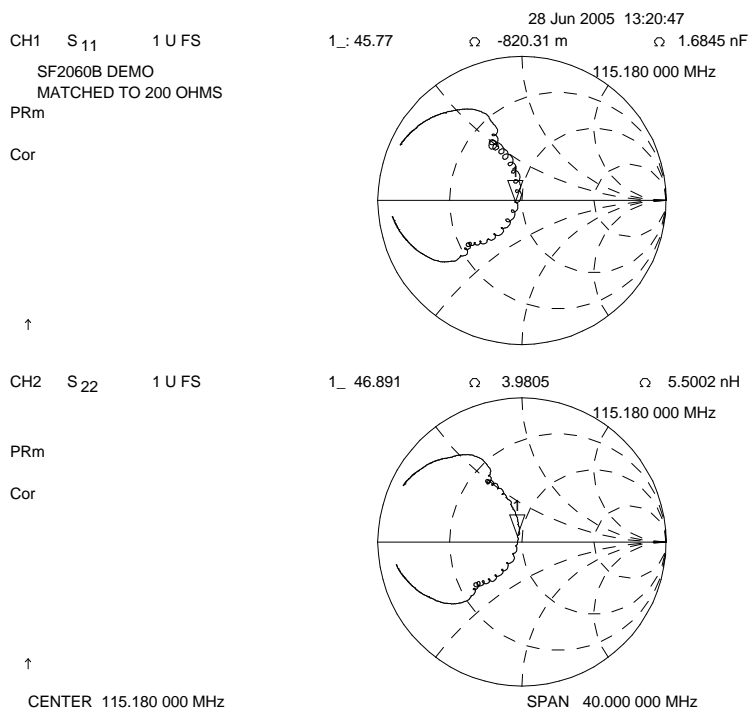 28 Jun 2005 13:20:47
CH1 S 11 1 U FS 1_: 45.77 Ω -820.31 m Ω 1.6845 nF
115.180 000 MHz
SF2060B DEMO
MATCHED TO 200 OHMS
PRm
Cor
↑
CH2 S 22 1 U FS 1_ 46.891 Ω 3.9805 Ω 5.5002 nH
115.180 000 MHz
PRm
Cor
↑
CENTER 115.180 000 MHz SPAN 40.000 000 MHz